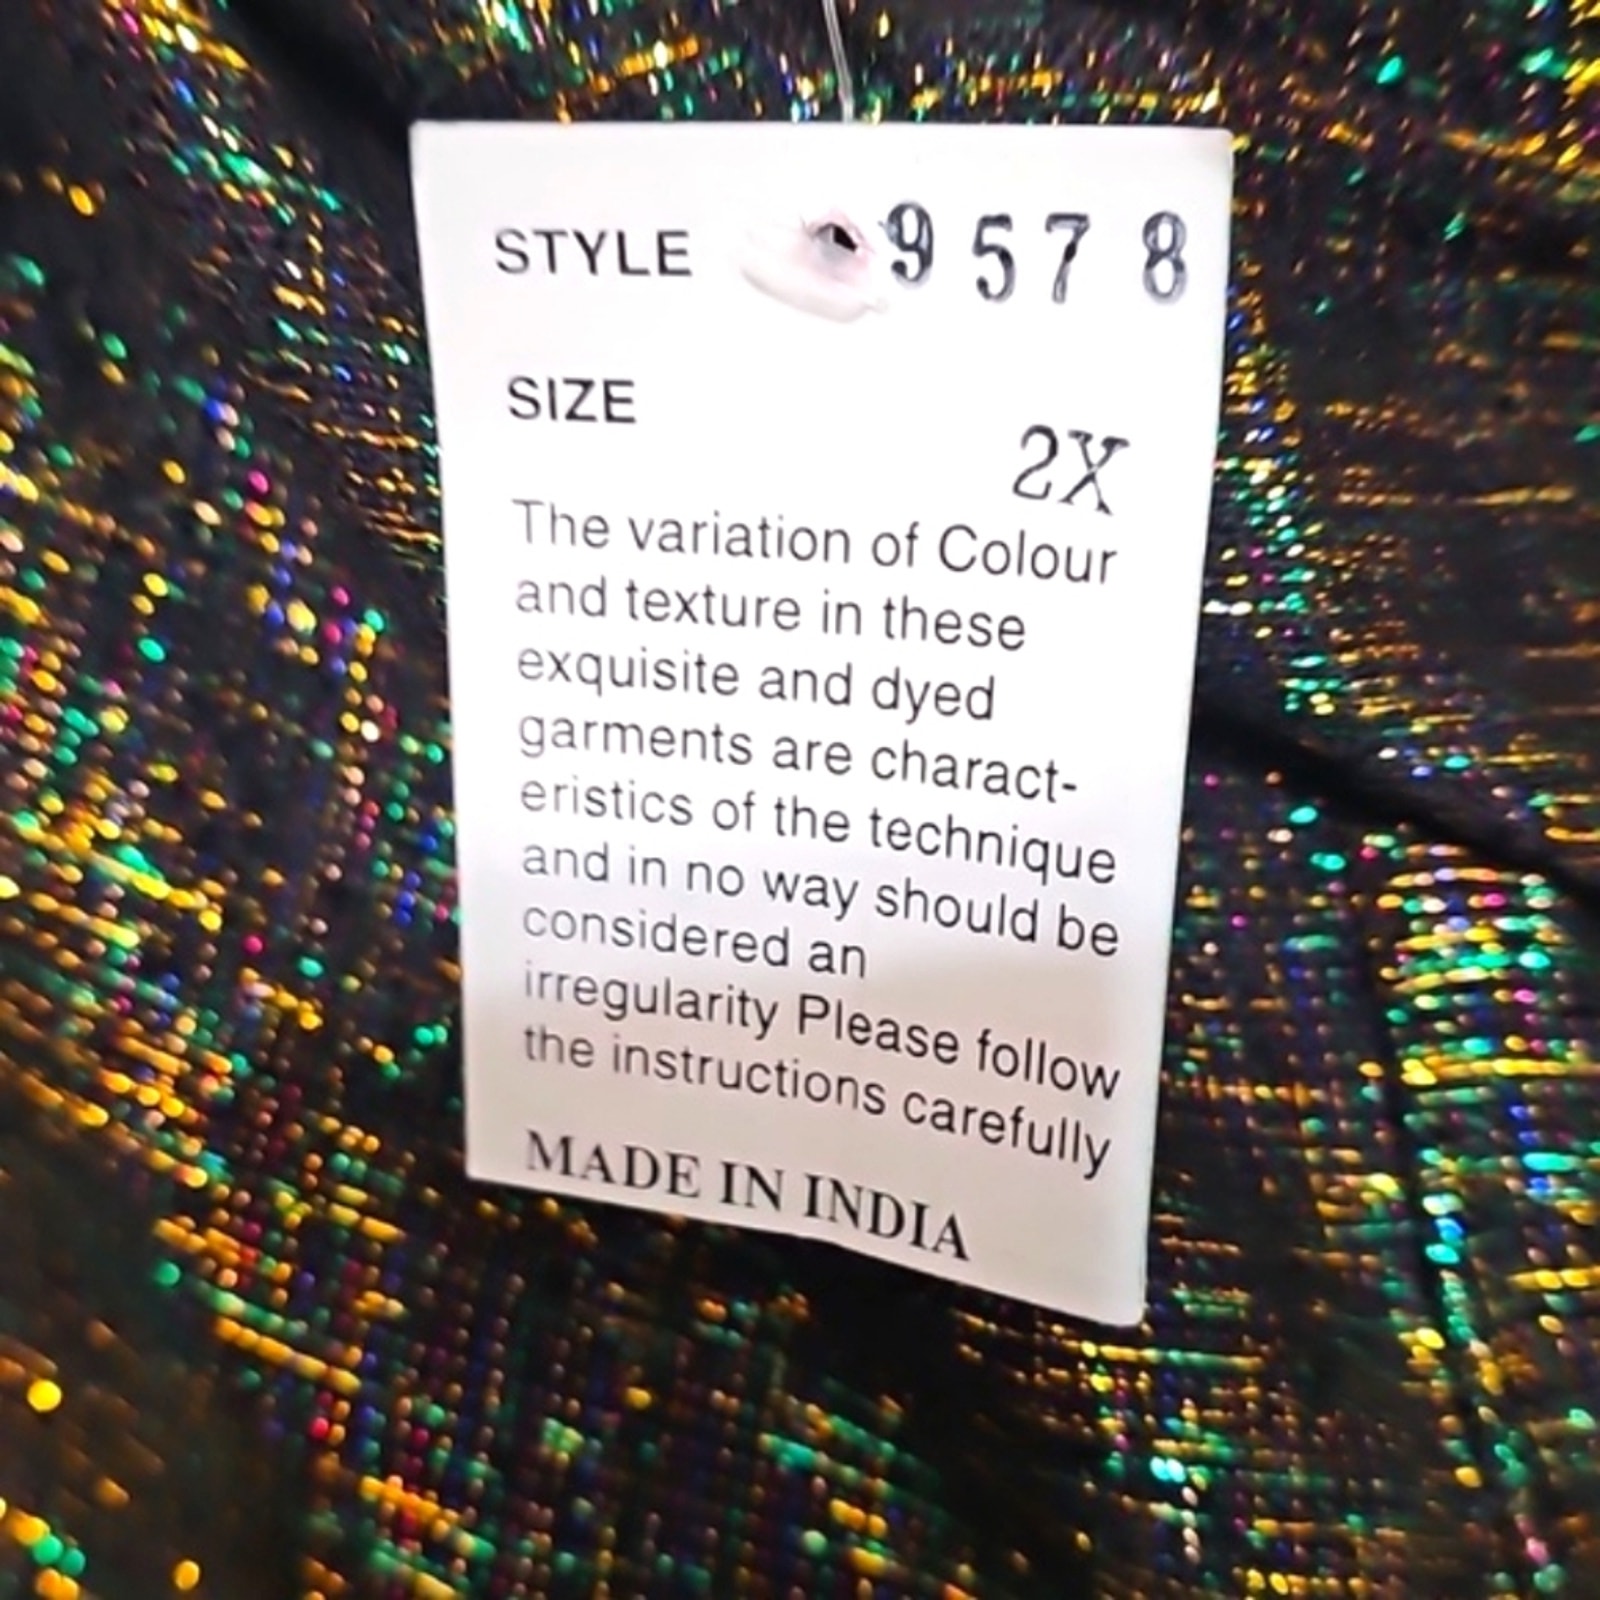 STYLE 9578
SIZE 2X
The variation of Colour
and texture in these
exquisite and dyed
garments are charact-
eristics of the technique
and in no way should be
considered an
irregularity Please follow
the instructions carefully
MADE IN INDIA